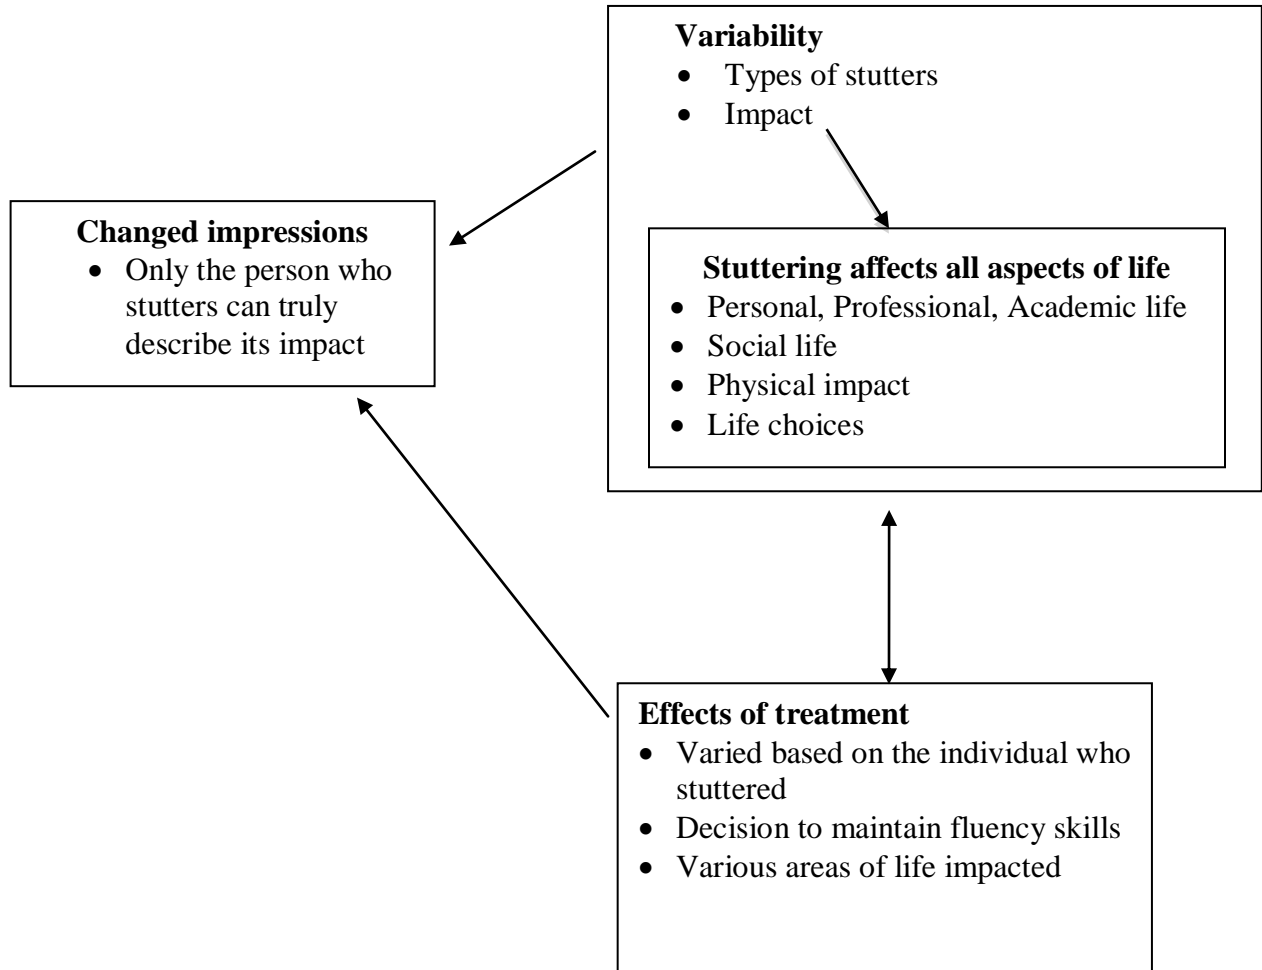 Variability
• Types of stutters
• Impact
Changed impressions
• Only the person who
stutters can truly
describe its impact
Stuttering affects all aspects of life
• Personal, Professional, Academic life
• Social life
• Physical impact
• Life choices
Effects of treatment
• Varied based on the individual who
stuttered
• Decision to maintain fluency skills
• Various areas of life impacted